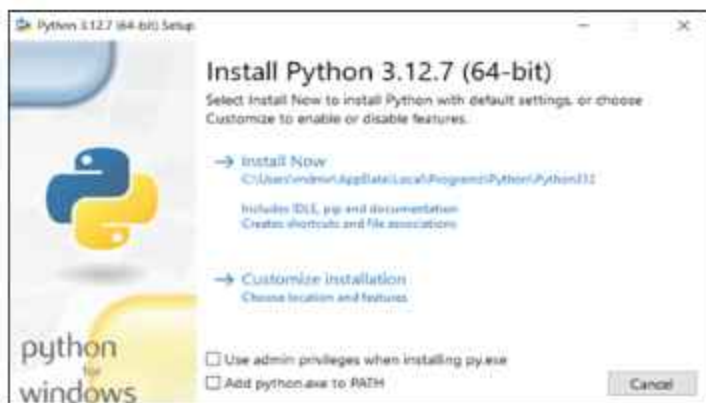 Python 3.12.7 (64-bit) Setup
Install Python 3.12.7 (64-bit)
Select Install Now to install Python with default settings, or choose
Customize to enable or disable features.
→ Install Now
Includes IDLE, pip and documentation
Creates shortcuts and file associations
→ Customize installation
Choose location and features
Use admin privileges when installing py.exe
Add python.exe to PATH
Cancel
python
for
windows